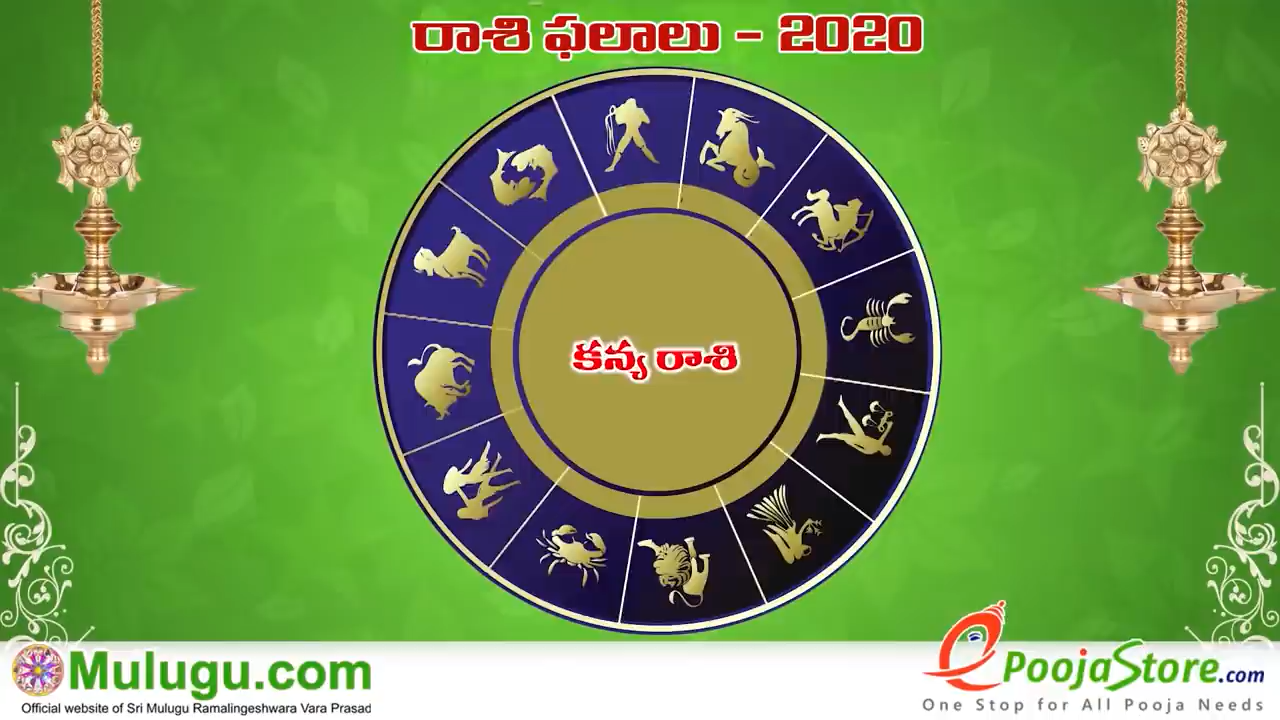 రాశి ఫలాలు - 2020
కన్య రాశి
Mulugu.com
Official website of Sri Mulugu Ramalingeshwara Vara Prasad
ePoojaStore.com
One Stop for All Pooja Needs